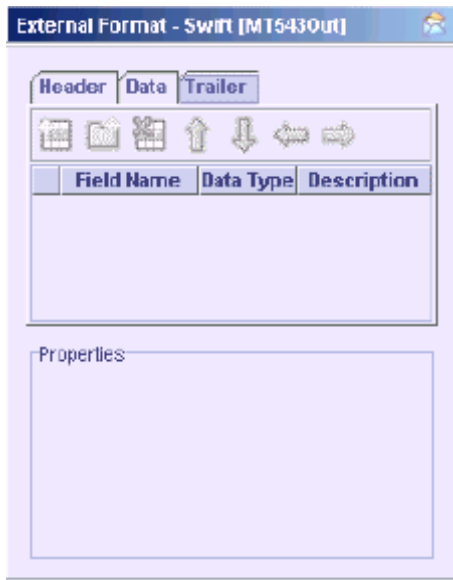 External Format - Swift [MT543Out]
Header Data Trailer
Field Name Data Type Description
Properties